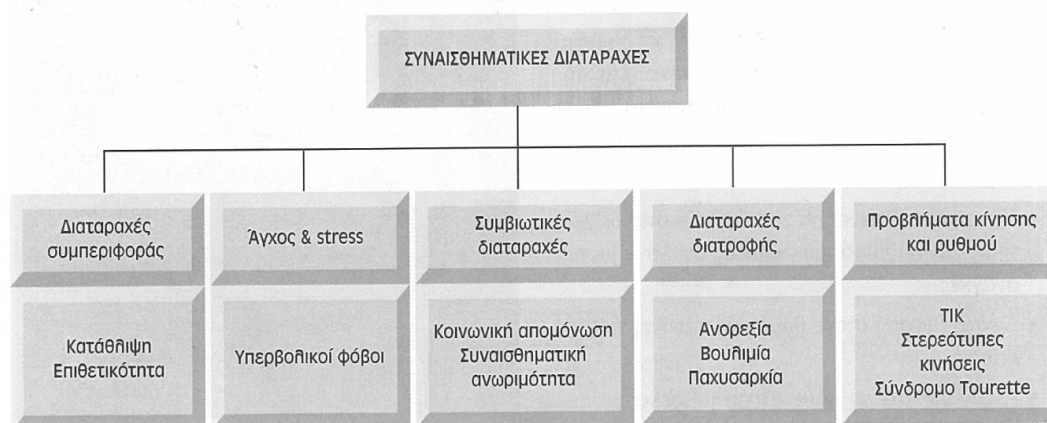 ΣΥΝΑΙΣΘΗΜΑΤΙΚΕΣ ΔΙΑΤΑΡΑΧΕΣ
Διαταραχές
συμπεριφοράς
Άγχος & stress
Συμβιωτικές
διαταραχές
Διαταραχές
διατροφής
Προβλήματα κίνησης
και ρυθμού
Κατάθλιψη
Επιθετικότητα
Υπερβολικοί φόβοι
Κοινωνική απομόνωση
Συναισθηματική
ανωριμότητα
Ανορεξία
Βουλιμία
Παχυσαρκία
ΤΙΚ
Στερεότυπες
κινήσεις
Σύνδρομο Tourette